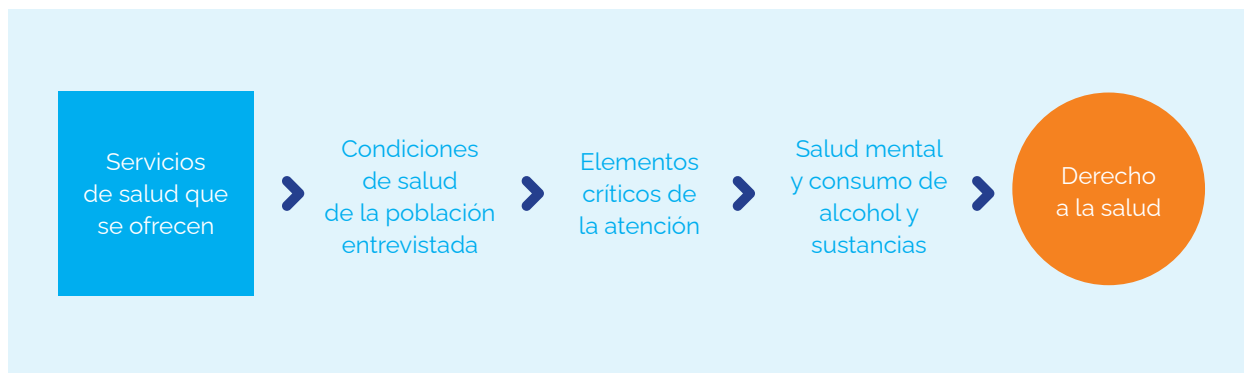 Servicios
de salud que
se ofrecen
Condiciones
de salud
de la población
entrevistada
Elementos
críticos de
la atención
Salud mental
y consumo de
alcohol y
sustancias
Derecho
a la salud